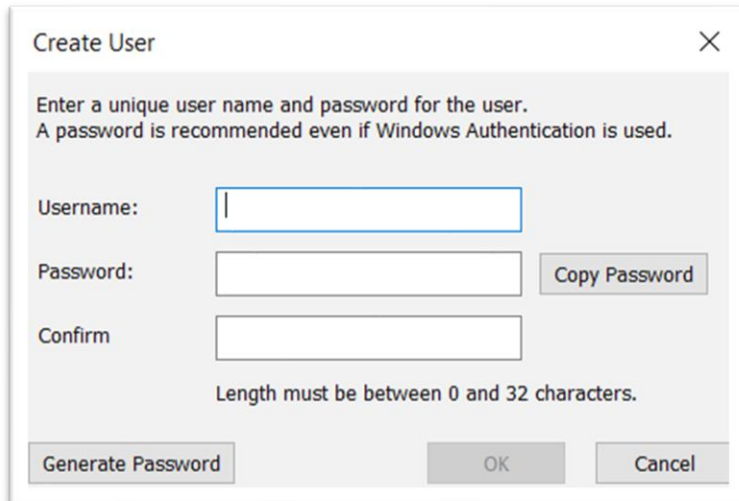 Create User
Enter a unique user name and password for the user.
A password is recommended even if Windows Authentication is used.
Username:
Password:
Copy Password
Confirm
Length must be between 0 and 32 characters.
Generate Password
OK
Cancel